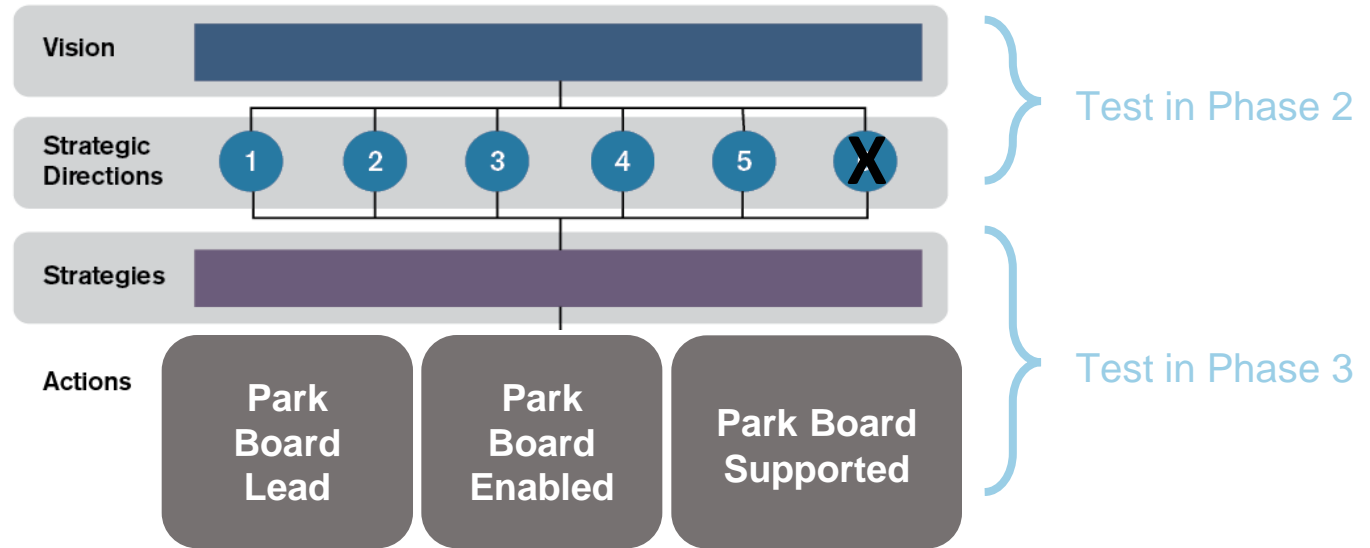 Vision
Test in Phase 2
Strategic
Directions
1 2 3 4 5 X
Strategies
Test in Phase 3
Actions
Park
Board
Lead
Park
Board
Enabled
Park Board
Supported